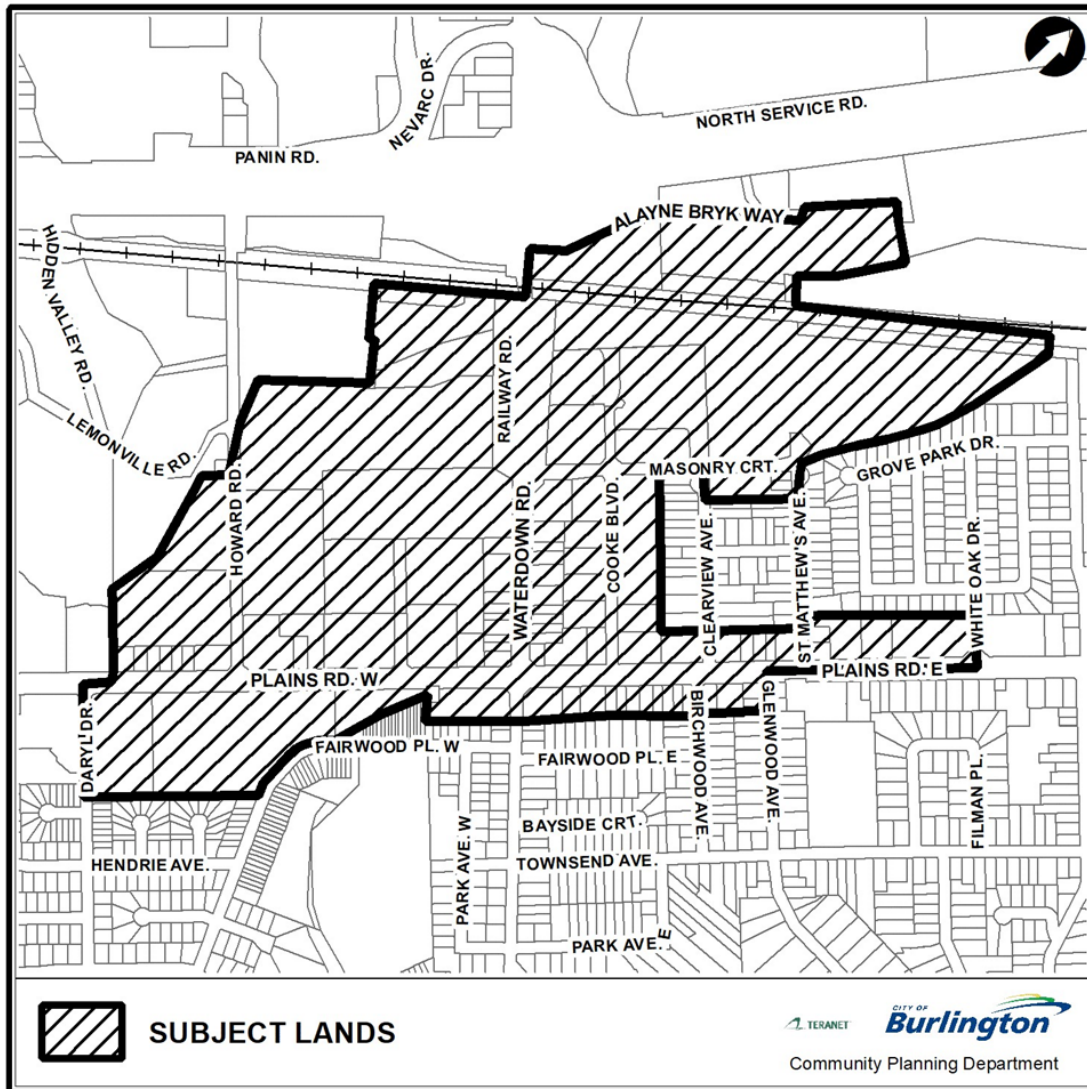 NEVARC DR.
NORTH SERVICE RD.
PANIN RD.
ALAYNE BRYK WAY
HIDDEN VALLEY RD.
RAILWAY RD.
LEMONVILLE RD.
HOWARD RD.
MASONRY CRT.
GROVE PARK DR.
WATERDOWN RD.
COOKE BLVD.
CLEARVIEW AVE.
ST MATTHEW'S AVE.
WHITE OAK DR.
PLAINS RD. W
PLAINS RD. E
DARYL DR.
FAIRWOOD PL. W
FAIRWOOD PL. E
BIRCHWOOD AVE.
GLENWOOD AVE.
FILMAN PL.
BAYSIDE CRT.
HENDRIE AVE.
PARK AVE. W
TOWNSEND AVE.
PARK AVE. E
SUBJECT LANDS
TERANET
CITY OF
Burlington
Community Planning Department